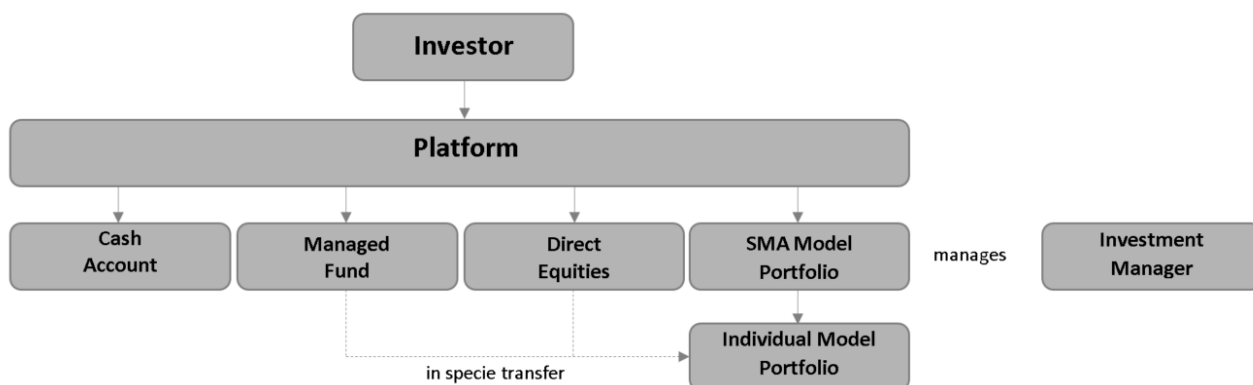 Investor
Platform
Cash
Account
Managed
Fund
Direct
Equities
SMA Model
Portfolio
manages
Investment
Manager
Individual Model
Portfolio
in specie transfer